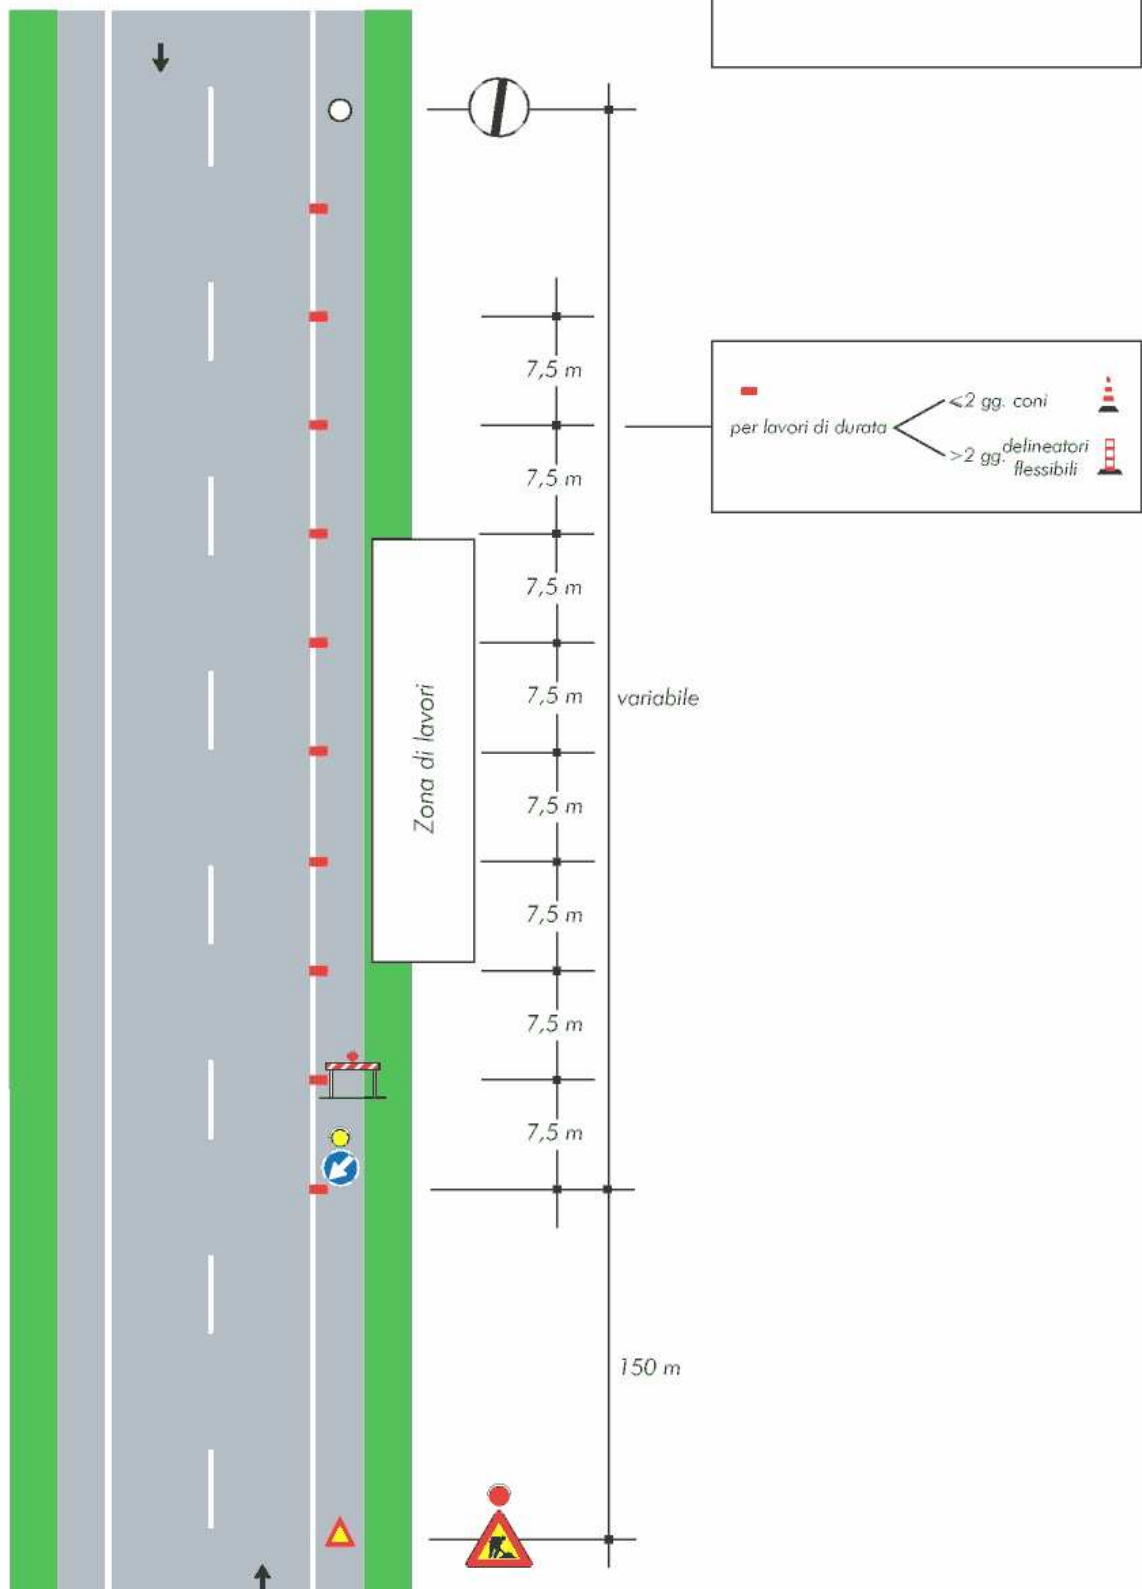 7,5 m
≤2 gg. coni
per lavori di durata
>2 gg. delineatori
flessibili
7,5 m
7,5 m
7,5 m
variabile
Zona di lavori
7,5 m
7,5 m
7,5 m
7,5 m
150 m